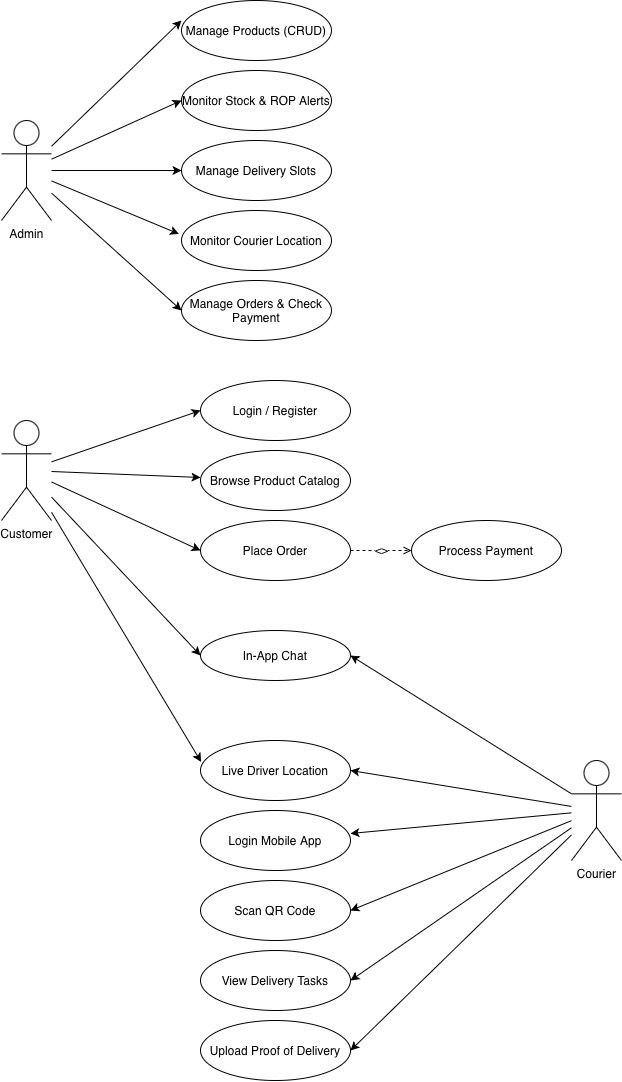 Manage Products (CRUD)
Monitor Stock & ROP Alerts
Manage Delivery Slots
Admin
Monitor Courier Location
Manage Orders & Check
Payment
Login / Register
Browse Product Catalog
Customer
Place Order
Process Payment
In-App Chat
Live Driver Location
Login Mobile App
Courier
Scan QR Code
View Delivery Tasks
Upload Proof of Delivery